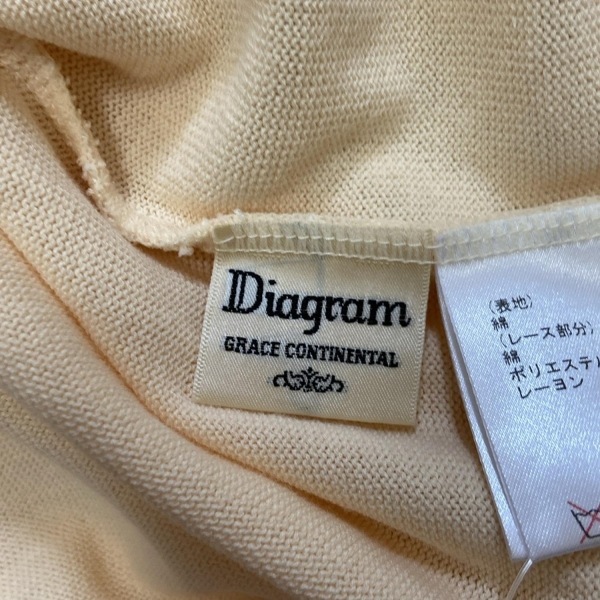 Diagram
GRACE CONTINENTAL
(表地)
綿
(レース部分)
綿
ポリエステル
レーヨン